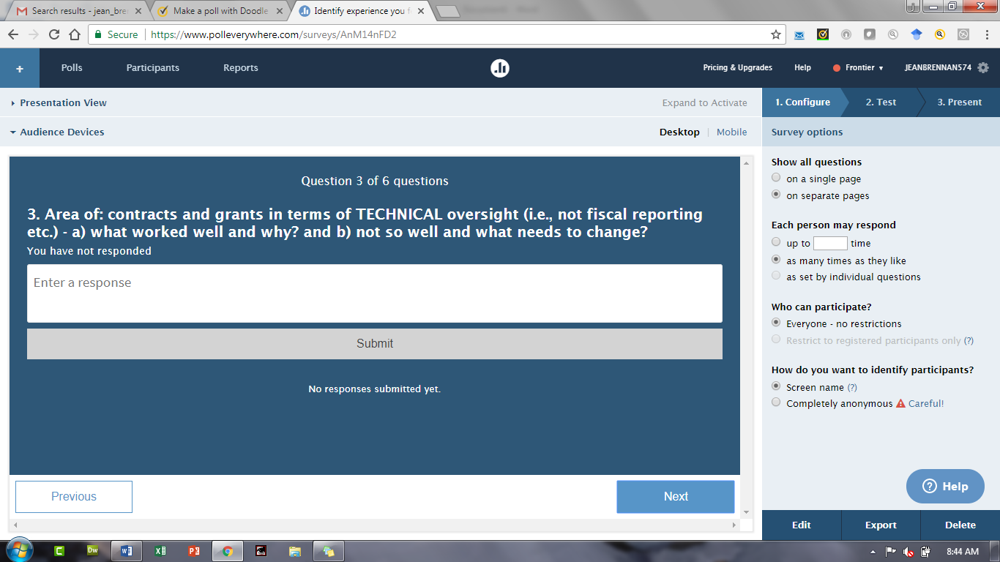 Search results - jean_bre
Make a poll with Doodle
Identify experience you f
j
Secure
https://www.polleverywhere.com/surveys/AnM14nFD2
+
Polls
Participants
Reports
Pricing & Upgrades
Help
Frontier
JEANBRENNAN574
Presentation View
Expand to Activate
1. Configure
2. Test
3. Present
Audience Devices
Desktop | Mobile
Survey options
Question 3 of 6 questions
3. Area of: contracts and grants in terms of TECHNICAL oversight (i.e., not fiscal reporting
etc.) - a) what worked well and why? and b) not so well and what needs to change?
You have not responded
Enter a response
Submit
No responses submitted yet.
Previous
Next
Show all questions
on a single page
on separate pages
Each person may respond
up to time
as many times as they like
as set by individual questions
Who can participate?
Everyone - no restrictions
Restrict to registered participants only (?)
How do you want to identify participants?
Screen name (?)
Completely anonymous Careful!
? Help
Edit
Export
Delete
8:44 AM